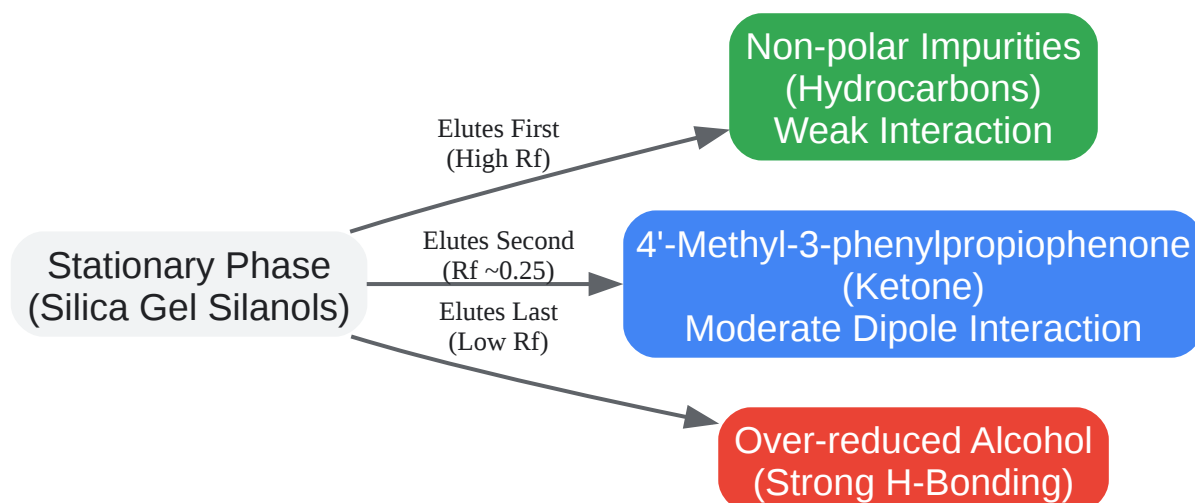 Non-polar Impurities
(Hydrocarbons)
Weak Interaction
Elutes First
(High Rf)
Stationary Phase
(Silica Gel Silanols)
Elutes Second
(Rf ~0.25)
4'-Methyl-3-phenylpropiophenone
(Ketone)
Moderate Dipole Interaction
Elutes Last
(Low Rf)
Over-reduced Alcohol
(Strong H-Bonding)